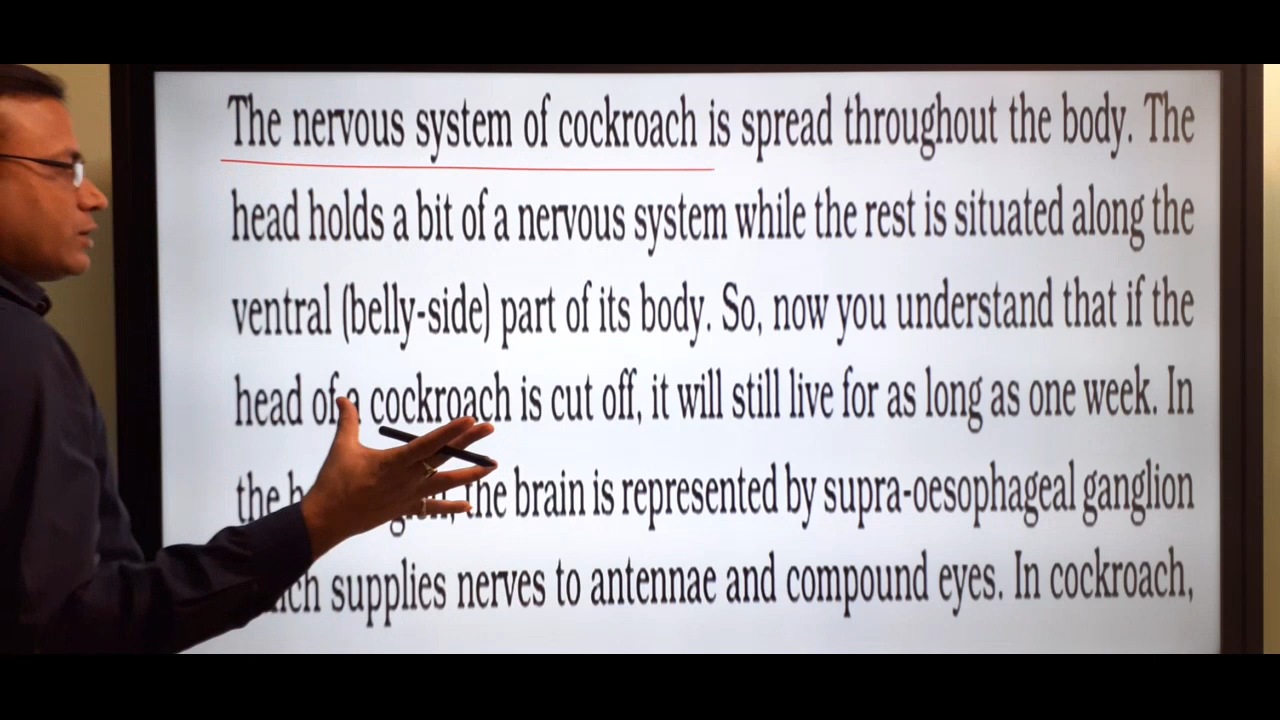 The nervous system of cockroach is spread throughout the body. The
head holds a bit of a nervous system while the rest is situated along the
ventral (belly-side) part of its body. So, now you understand that if the
head of a cockroach is cut off, it will still live for as long as one week. In
the the brain is represented by supra-oesophageal ganglion
supplies nerves to antennae and compound eyes. In cockroach,